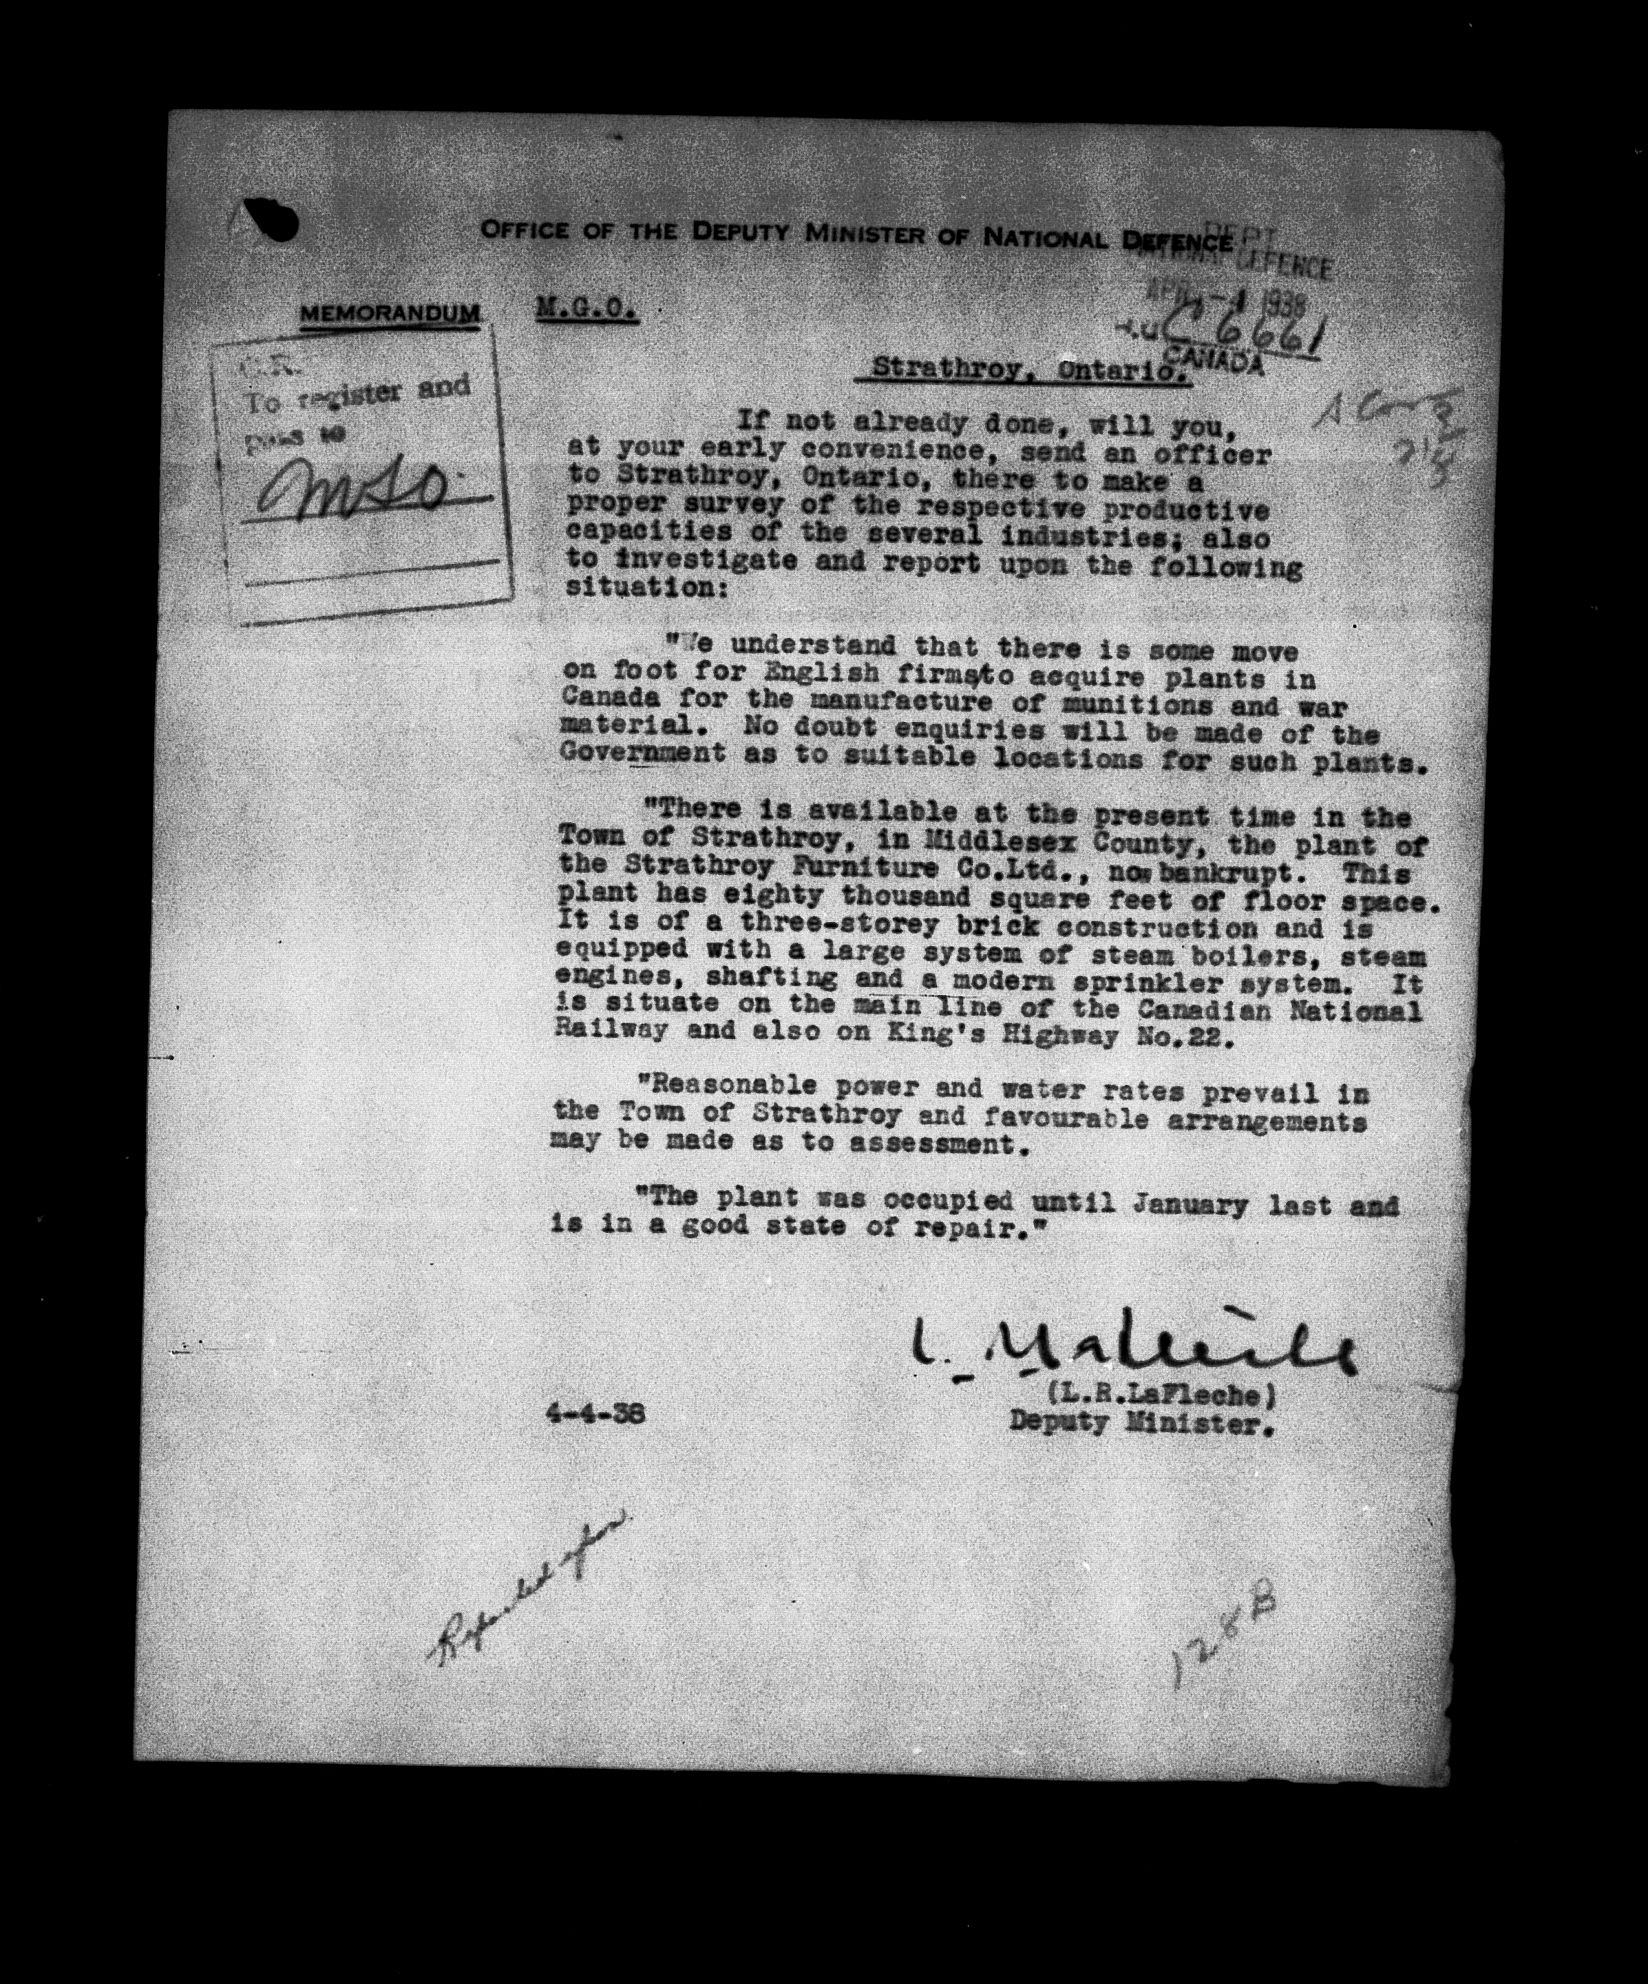 OFFICE OF THE DEPUTY MINISTER OF NATIONAL DEFENCE
DEPT.
NATIONAL DEFENCE
APR -4 1938
H.Q. C 6661
CANADA
MEMORANDUM
M.G.O.
C.R.
To register and
pass to
MGO
Strathroy, Ontario.
If not already done, will you,
at your early convenience, send an officer
to Strathroy, Ontario, there to make a
proper survey of the respective productive
capacities of the several industries; also
to investigate and report upon the following
situation:
"We understand that there is some move
on foot for English firms/to acquire plants in
Canada for the manufacture of munitions and war
material. No doubt enquiries will be made of the
Government as to suitable locations for such plants.
"There is available at the present time in the
Town of Strathroy, in Middlesex County, the plant of
the Strathroy Furniture Co.Ltd., now bankrupt. This
plant has eighty thousand square feet of floor space.
It is of a three-storey brick construction and is
equipped with a large system of steam boilers, steam
engines, shafting and a modern sprinkler system. It
is situate on the main line of the Canadian National
Railway and also on King's Highway No.22.
"Reasonable power and water rates prevail in
the Town of Strathroy and favourable arrangements
may be made as to assessment.
"The plant was occupied until January last and
is in a good state of repair."
(L.R.LaFleche)
Deputy Minister.
4-4-38
Reported upon
128B